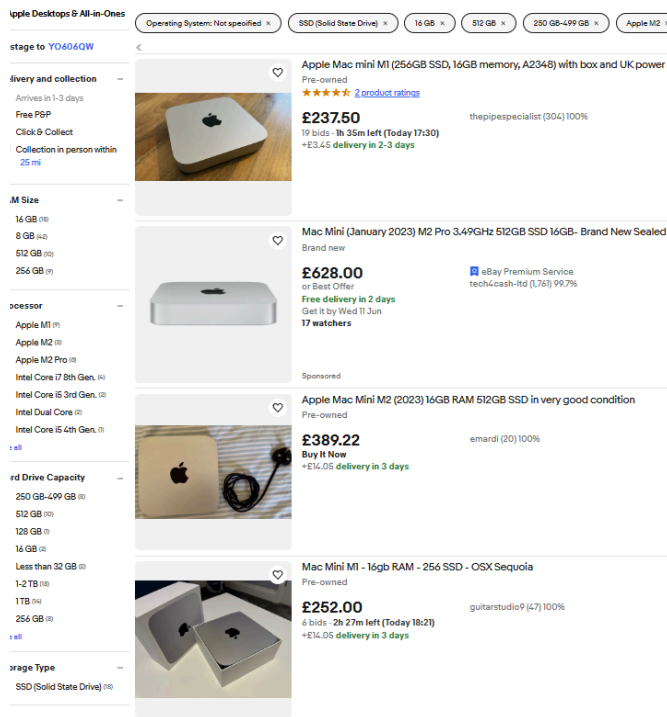 Apple Desktops & All-in-Ones
Operating System: Not specified ×
SSD (Solid State Drive) ×
16 GB ×
512 GB ×
250 GB-499 GB ×
Apple M2
stage to YO606QW
elivery and collection
Arrives in 1-3 days
Free P&P
Click & Collect
Collection in person within
25 mi
M Size
16 GB (18)
8 GB (42)
512 GB (10)
256 GB (9)
ocessor
Apple M1 (9)
Apple M2 (3)
Apple M2 Pro (6)
Intel Core i7 8th Gen. (4)
Intel Core i5 3rd Gen. (2)
Intel Dual Core (2)
Intel Core i5 4th Gen. (1)
e all
rd Drive Capacity
250 GB-499 GB (8)
512 GB (10)
128 GB (1)
16 GB (2)
Less than 32 GB (2)
1-2 TB (18)
1 TB (14)
256 GB (8)
e all
orage Type
SSD (Solid State Drive) (18)
Apple Mac mini M1 (256GB SSD, 16GB memory, A2348) with box and UK power
Pre-owned
2 product ratings
£237.50
thepipespecialist (304) 100%
19 bids · 1h 35m left (Today 17:30)
+£3.45 delivery in 2-3 days
Mac Mini (January 2023) M2 Pro 3.49GHz 512GB SSD 16GB- Brand New Sealed
Brand new
£628.00
eBay Premium Service
or Best Offer
tech4cash-ltd (1,761) 99.7%
Free delivery in 2 days
Get it by Wed 11 Jun
17 watchers
Sponsored
Apple Mac Mini M2 (2023) 16GB RAM 512GB SSD in very good condition
Pre-owned
£389.22
emardi (20) 100%
Buy It Now
+£14.05 delivery in 3 days
Mac Mini M1 - 16gb RAM - 256 SSD - OSX Sequoia
Pre-owned
£252.00
guitarstudio9 (47) 100%
6 bids · 2h 27m left (Today 18:21)
+£14.05 delivery in 3 days